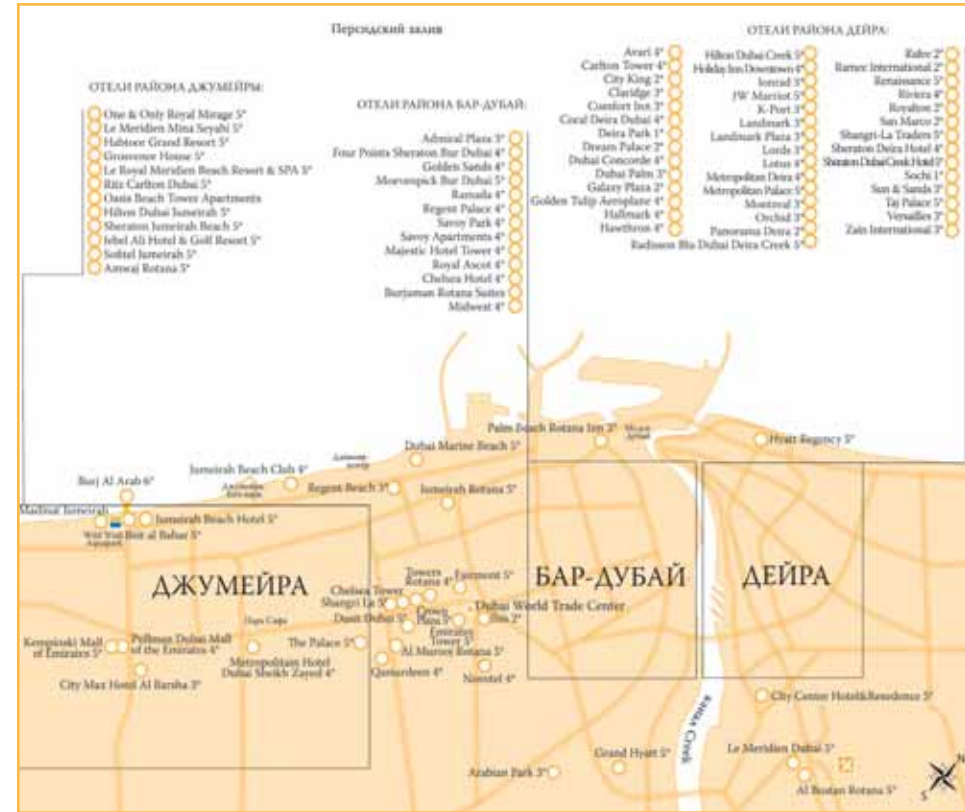 Персидский залив
ОТЕЛИ РАЙОНА ДЖУМЕЙРЫ:
One & Only Royal Mirage 5*
Le Meridien Mina Seyahi 5*
Habtoor Grand Resort 5*
Grosvenor House 5*
Le Royal Meridien Beach Resort & SPA 5*
Ritz Carlton Dubai 5*
Oasis Beach Tower Apartments
Hilton Dubai Jumeirah 5*
Sheraton Jumeirah Beach 5*
Jebel Ali Hotel & Golf Resort 5*
Sofitel Jumeirah 5*
Amwaj Rotana 5*
ОТЕЛИ РАЙОНА БАР-ДУБАЙ:
Admiral Plaza 3*
Four Points Sheraton Bur Dubai 4*
Golden Sands 4*
Moevenpick Bur Dubai 5*
Ramada 4*
Regent Palace 4*
Savoy Park 4*
Savoy Apartments 4*
Majestic Hotel Tower 4*
Royal Ascot 4*
Chelsea Hotel 4*
Burjaman Rotana Suites
Midwest 4*
ОТЕЛИ РАЙОНА ДЕЙРА:
Avari 4*
Carlton Tower 4*
City King 2*
Claridge 3*
Comfort Inn 3*
Coral Deira Dubai 4*
Deira Park 1*
Dream Palace 2*
Dubai Concorde 4*
Dubai Palm 3*
Galaxy Plaza 2*
Golden Tulip Aeroplane 4*
Hallmark 4*
Hawthron 4*
Hilton Dubai Creek 5*
Holiday Inn Downtown 4*
Ionrad 3*
JW Marriot 5*
K-Port 3*
Landmark 3*
Landmark Plaza 3*
Lords 3*
Lotus 4*
Metropolitan Deira 4*
Metropolitan Palace 5*
Montreal 3*
Orchid 3*
Panorama Deira 2*
Radisson Blu Dubai Deira Creek 5*
Rafee 2*
Ramee International 2*
Renaissance 5*
Riviera 4*
Royalton 2*
San Marco 2*
Shangri-La Traders 5*
Sheraton Deira Hotel 4*
Sheraton Dubai Creek Hotel 5*
Sochi 1*
Sun & Sands 3*
Taj Palace 5*
Versailles 3*
Zain International 3*
Palm Beach Rotana Inn 3*
Hyatt Regency 5*
Dubai Marine Beach 5*
Jumeirah Beach Club 4*
Burj Al Arab 6*
Regent Beach 3*
Jumeirah Rotana 5*
Madinat Jumeirah
Jumeirah Beach Hotel 5*
Wild Wadi Aquapark
Beit al Bahar 5*
ДЖУМЕЙРА
БАР-ДУБАЙ
ДЕЙРА
Towers Rotana 4*
Fairmont 5*
Chelsea Tower
Shangri La 5*
Crown Plaza 5*
Dubai World Trade Center
Dusit Dubai 5*
Ibis 2*
Emirates Tower 5*
Парк Сафа
The Palace 5*
Al Murooj Rotana 5*
Kempinski Mall of Emirates 5*
Pullman Dubai Mall of the Emirates 4*
Metropolitan Hotel Dubai Sheikh Zayed 4*
Qamardeen 4*
Novotel 4*
City Max Hotel Al Barsha 3*
City Center Hotel&Residence 5*
канал Creek
Grand Hyatt 5*
Le Meridien Dubai 5*
Arabian Park 3*
Al Bustan Rotana 5*
N
S